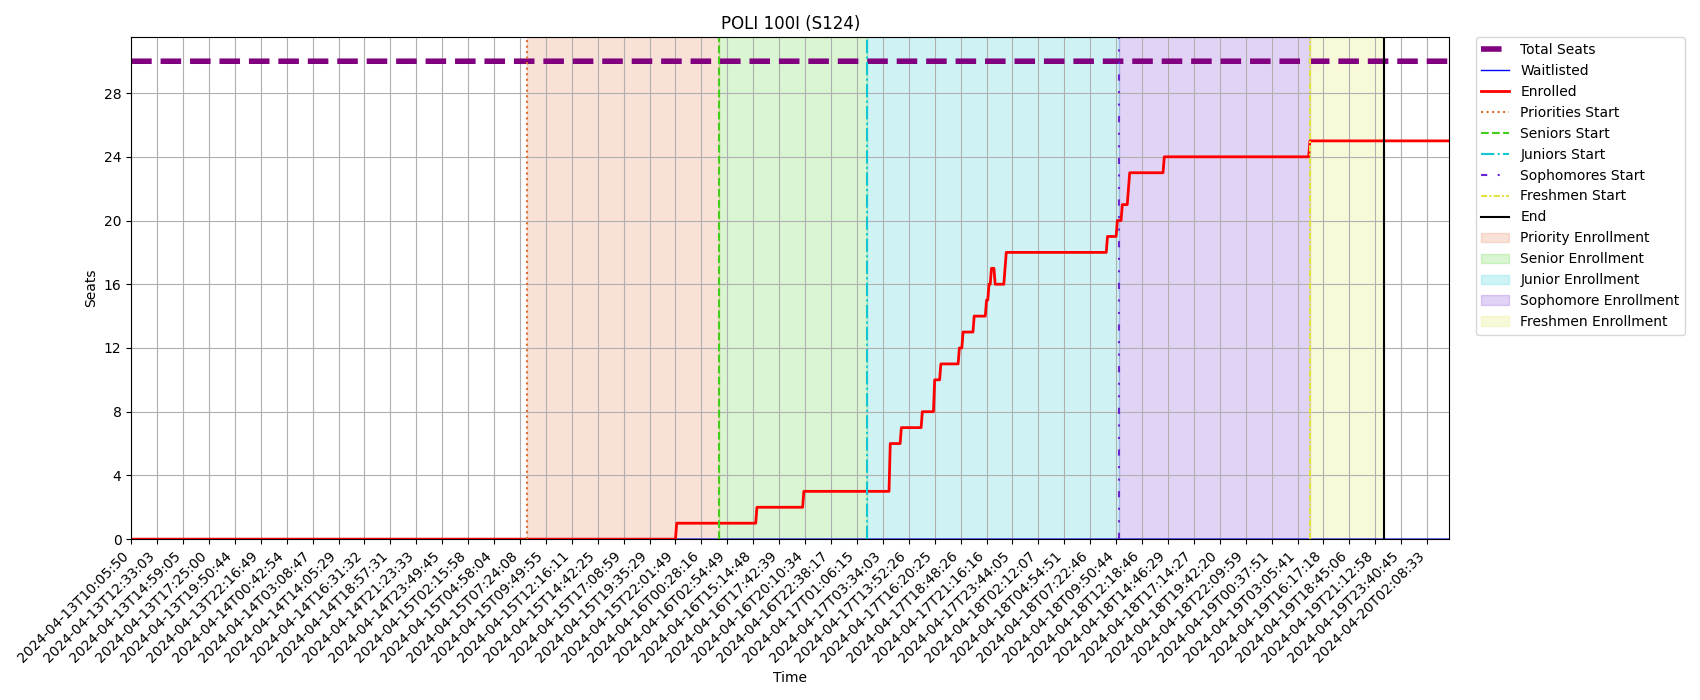 POLI 100I (S124)
Total Seats
Waitlisted
Enrolled
Priorities Start
Seniors Start
Juniors Start
Sophomores Start
Freshmen Start
End
Priority Enrollment
Senior Enrollment
Junior Enrollment
Sophomore Enrollment
Freshmen Enrollment
Seats
28
24
20
16
12
8
4
0
2024-04-13T10:05:50
2024-04-13T12:33:03
2024-04-13T14:59:05
2024-04-13T17:25:00
2024-04-13T19:50:44
2024-04-13T22:16:49
2024-04-14T00:42:54
2024-04-14T03:08:47
2024-04-14T14:05:29
2024-04-14T16:31:32
2024-04-14T18:57:31
2024-04-14T21:23:33
2024-04-14T23:49:45
2024-04-15T02:15:58
2024-04-15T04:58:04
2024-04-15T07:24:08
2024-04-15T09:49:55
2024-04-15T12:16:11
2024-04-15T14:42:25
2024-04-15T17:08:59
2024-04-15T19:35:29
2024-04-15T22:01:49
2024-04-16T00:28:16
2024-04-16T02:54:49
2024-04-16T15:14:48
2024-04-16T17:42:39
2024-04-16T20:10:34
2024-04-16T22:38:17
2024-04-17T01:06:15
2024-04-17T03:34:03
2024-04-17T13:52:26
2024-04-17T16:20:25
2024-04-17T18:48:26
2024-04-17T21:16:16
2024-04-17T23:44:05
2024-04-18T02:12:07
2024-04-18T04:54:51
2024-04-18T07:22:46
2024-04-18T09:50:44
2024-04-18T12:18:46
2024-04-18T14:46:29
2024-04-18T17:14:27
2024-04-18T19:42:20
2024-04-18T22:09:59
2024-04-19T00:37:51
2024-04-19T03:05:41
2024-04-19T16:17:18
2024-04-19T18:45:06
2024-04-19T21:12:58
2024-04-19T23:40:45
2024-04-20T02:08:33
Time